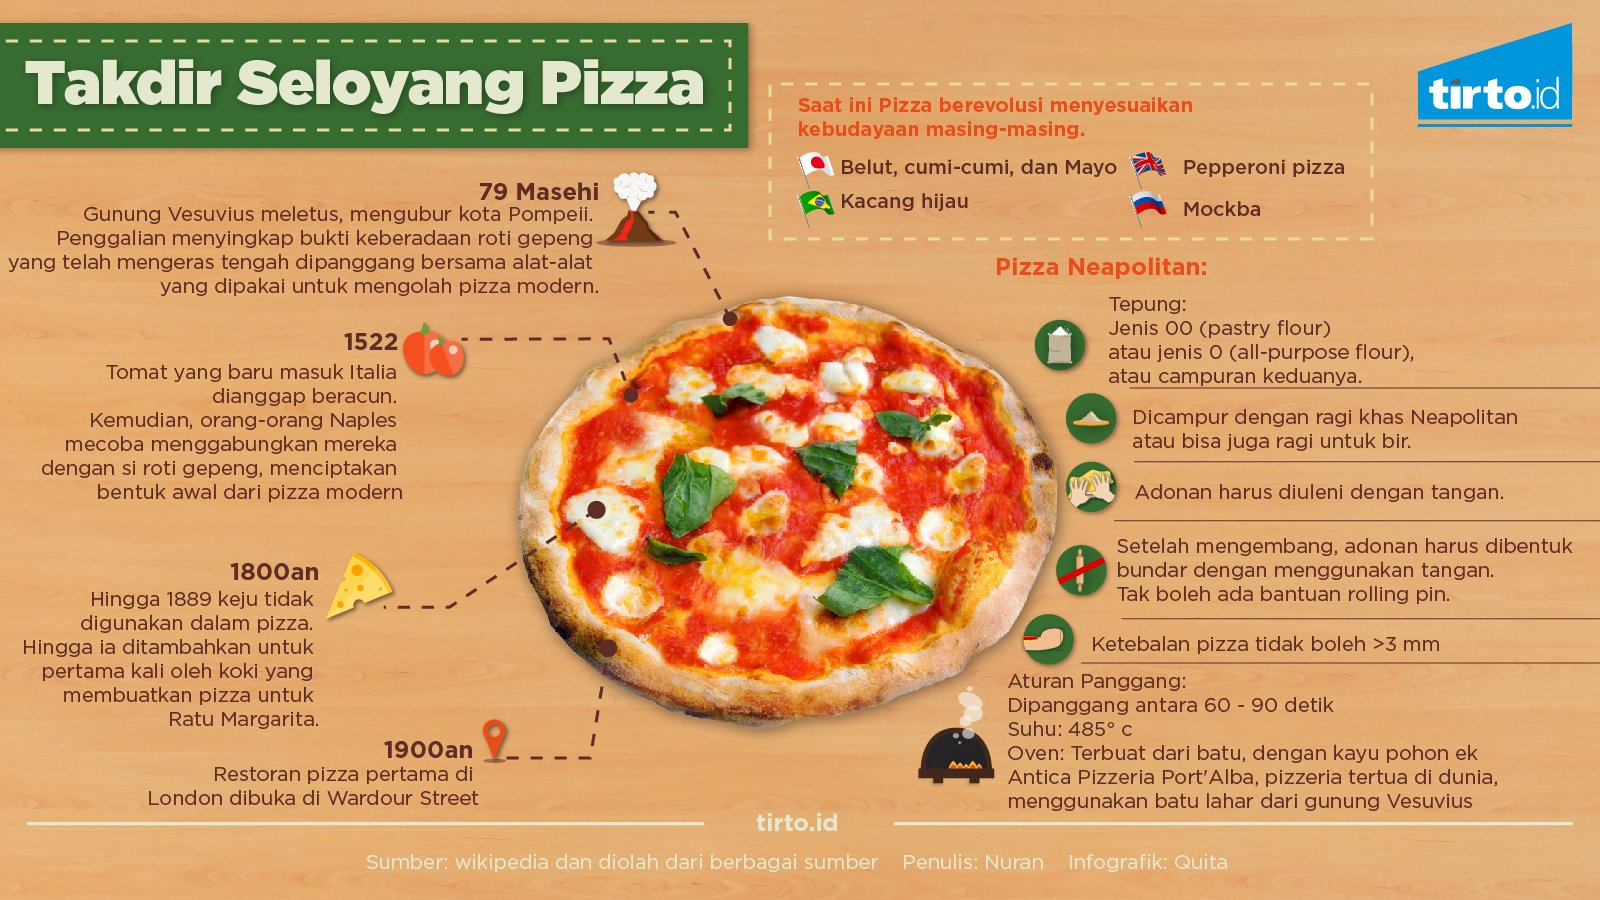 Takdir Seloyang Pizza
tirto.id
Saat ini Pizza berevolusi menyesuaikan
kebudayaan masing-masing.
Belut, cumi-cumi, dan Mayo
Pepperoni pizza
Kacang hijau
Mockba
79 Masehi
Gunung Vesuvius meletus, mengubur kota Pompeii.
Penggalian menyingkap bukti keberadaan roti gepeng
yang telah mengeras tengah dipanggang bersama alat-alat
yang dipakai untuk mengolah pizza modern.
1522
Tomat yang baru masuk Italia
dianggap beracun.
Kemudian, orang-orang Naples
mecoba menggabungkan mereka
dengan si roti gepeng, menciptakan
bentuk awal dari pizza modern
1800an
Hingga 1889 keju tidak
digunakan dalam pizza.
Hingga ia ditambahkan untuk
pertama kali oleh koki yang
membuatkan pizza untuk
Ratu Margarita.
1900an
Restoran pizza pertama di
London dibuka di Wardour Street
Pizza Neapolitan:
Tepung:
Jenis 00 (pastry flour)
atau jenis 0 (all-purpose flour),
atau campuran keduanya.
Dicampur dengan ragi khas Neapolitan
atau bisa juga ragi untuk bir.
Adonan harus diuleni dengan tangan.
Setelah mengembang, adonan harus dibentuk
bundar dengan menggunakan tangan.
Tak boleh ada bantuan rolling pin.
Ketebalan pizza tidak boleh >3 mm
Aturan Panggang:
Dipanggang antara 60 - 90 detik
Suhu: 485° c
Oven: Terbuat dari batu, dengan kayu pohon ek
Antica Pizzeria Port'Alba, pizzeria tertua di dunia,
menggunakan batu lahar dari gunung Vesuvius
tirto.id
Sumber: wikipedia dan diolah dari berbagai sumber Penulis: Nuran Infografik: Quita